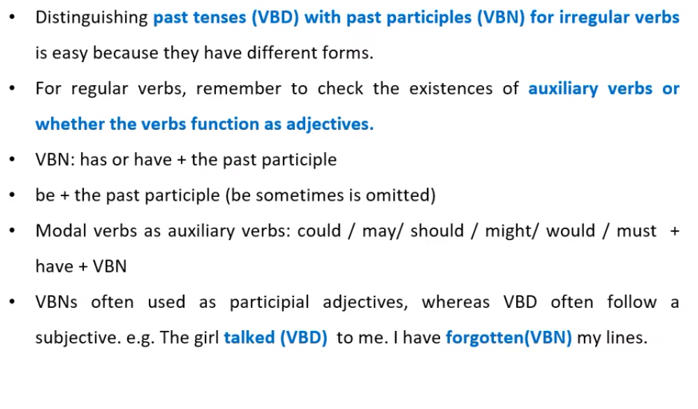 • Distinguishing past tenses (VBD) with past participles (VBN) for irregular verbs
is easy because they have different forms.
• For regular verbs, remember to check the existences of auxiliary verbs or
whether the verbs function as adjectives.
• VBN: has or have + the past participle
• be + the past participle (be sometimes is omitted)
• Modal verbs as auxiliary verbs: could / may/ should / might/ would / must +
have + VBN
• VBNs often used as participial adjectives, whereas VBD often follow a
subjective. e.g. The girl talked (VBD) to me. I have forgotten(VBN) my lines.